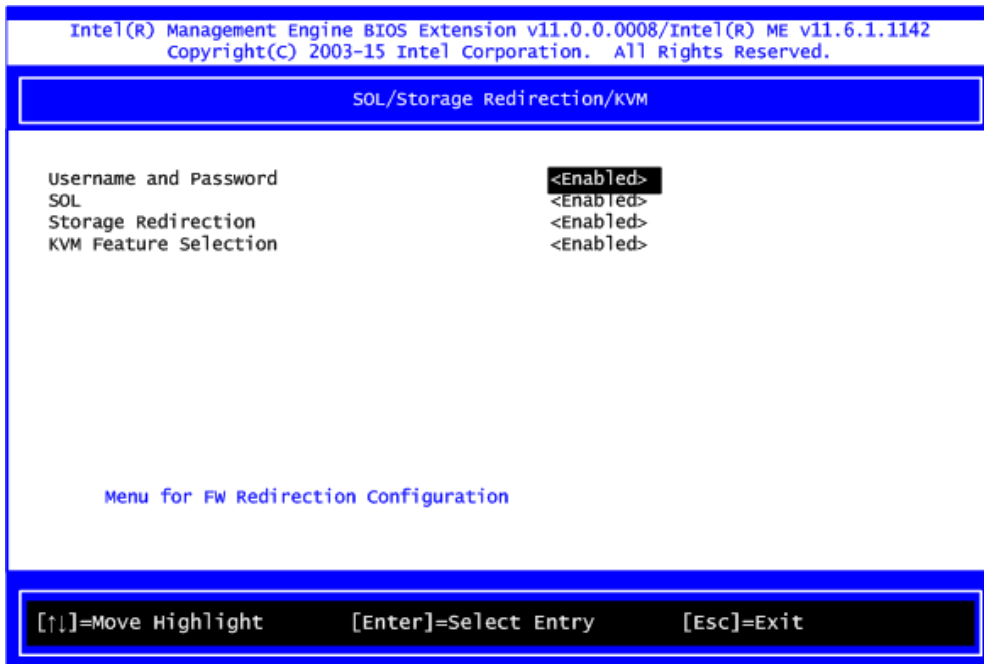 Intel(R) Management Engine BIOS Extension v11.0.0.0008/Intel(R) ME v11.6.1.1142
Copyright(C) 2003-15 Intel Corporation. All Rights Reserved.
SOL/Storage Redirection/KVM
Username and Password <Enabled>
SOL <Enabled>
Storage Redirection <Enabled>
KVM Feature Selection <Enabled>
Menu for FW Redirection Configuration
[↑↓]=Move Highlight [Enter]=Select Entry [Esc]=Exit